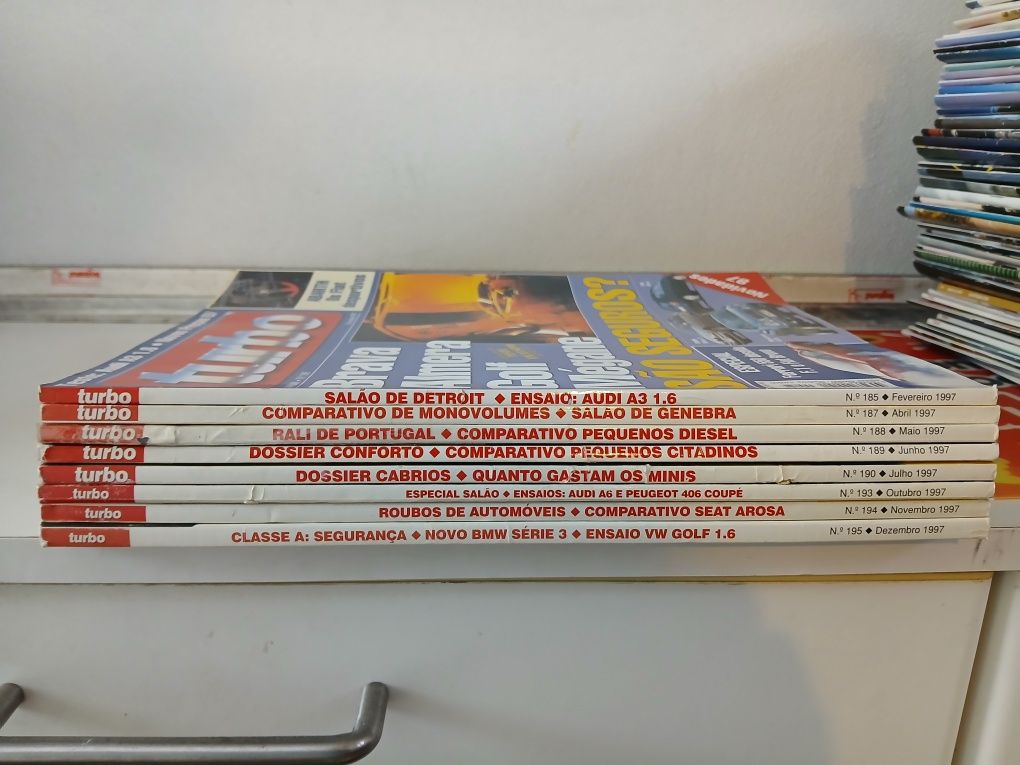 turbo
Brava
Almera
Golf
Mégane
SÃO SEGUROS?
Novidades
97
turbo SALÃO DE DETROIT ◆ ENSAIO: AUDI A3 1.6 N.º 185 ◆ Fevereiro 1997
turbo COMPARATIVO DE MONOVOLUMES ◆ SALÃO DE GENEBRA N.º 187 ◆ Abril 1997
turbo RALI DE PORTUGAL ◆ COMPARATIVO PEQUENOS DIESEL N.º 188 ◆ Maio 1997
turbo DOSSIER CONFORTO ◆ COMPARATIVO PEQUENOS CITADINOS N.º 189 ◆ Junho 1997
turbo DOSSIER CABRIOS ◆ QUANTO GASTAM OS MINIS N.º 190 ◆ Julho 1997
turbo ESPECIAL SALÃO ◆ ENSAIOS: AUDI A6 E PEUGEOT 406 COUPÉ N.º 193 ◆ Outubro 1997
turbo ROUBOS DE AUTOMÓVEIS ◆ COMPARATIVO SEAT AROSA N.º 194 ◆ Novembro 1997
turbo CLASSE A: SEGURANÇA ◆ NOVO BMW SÉRIE 3 ◆ ENSAIO VW GOLF 1.6 N.º 195 ◆ Dezembro 1997